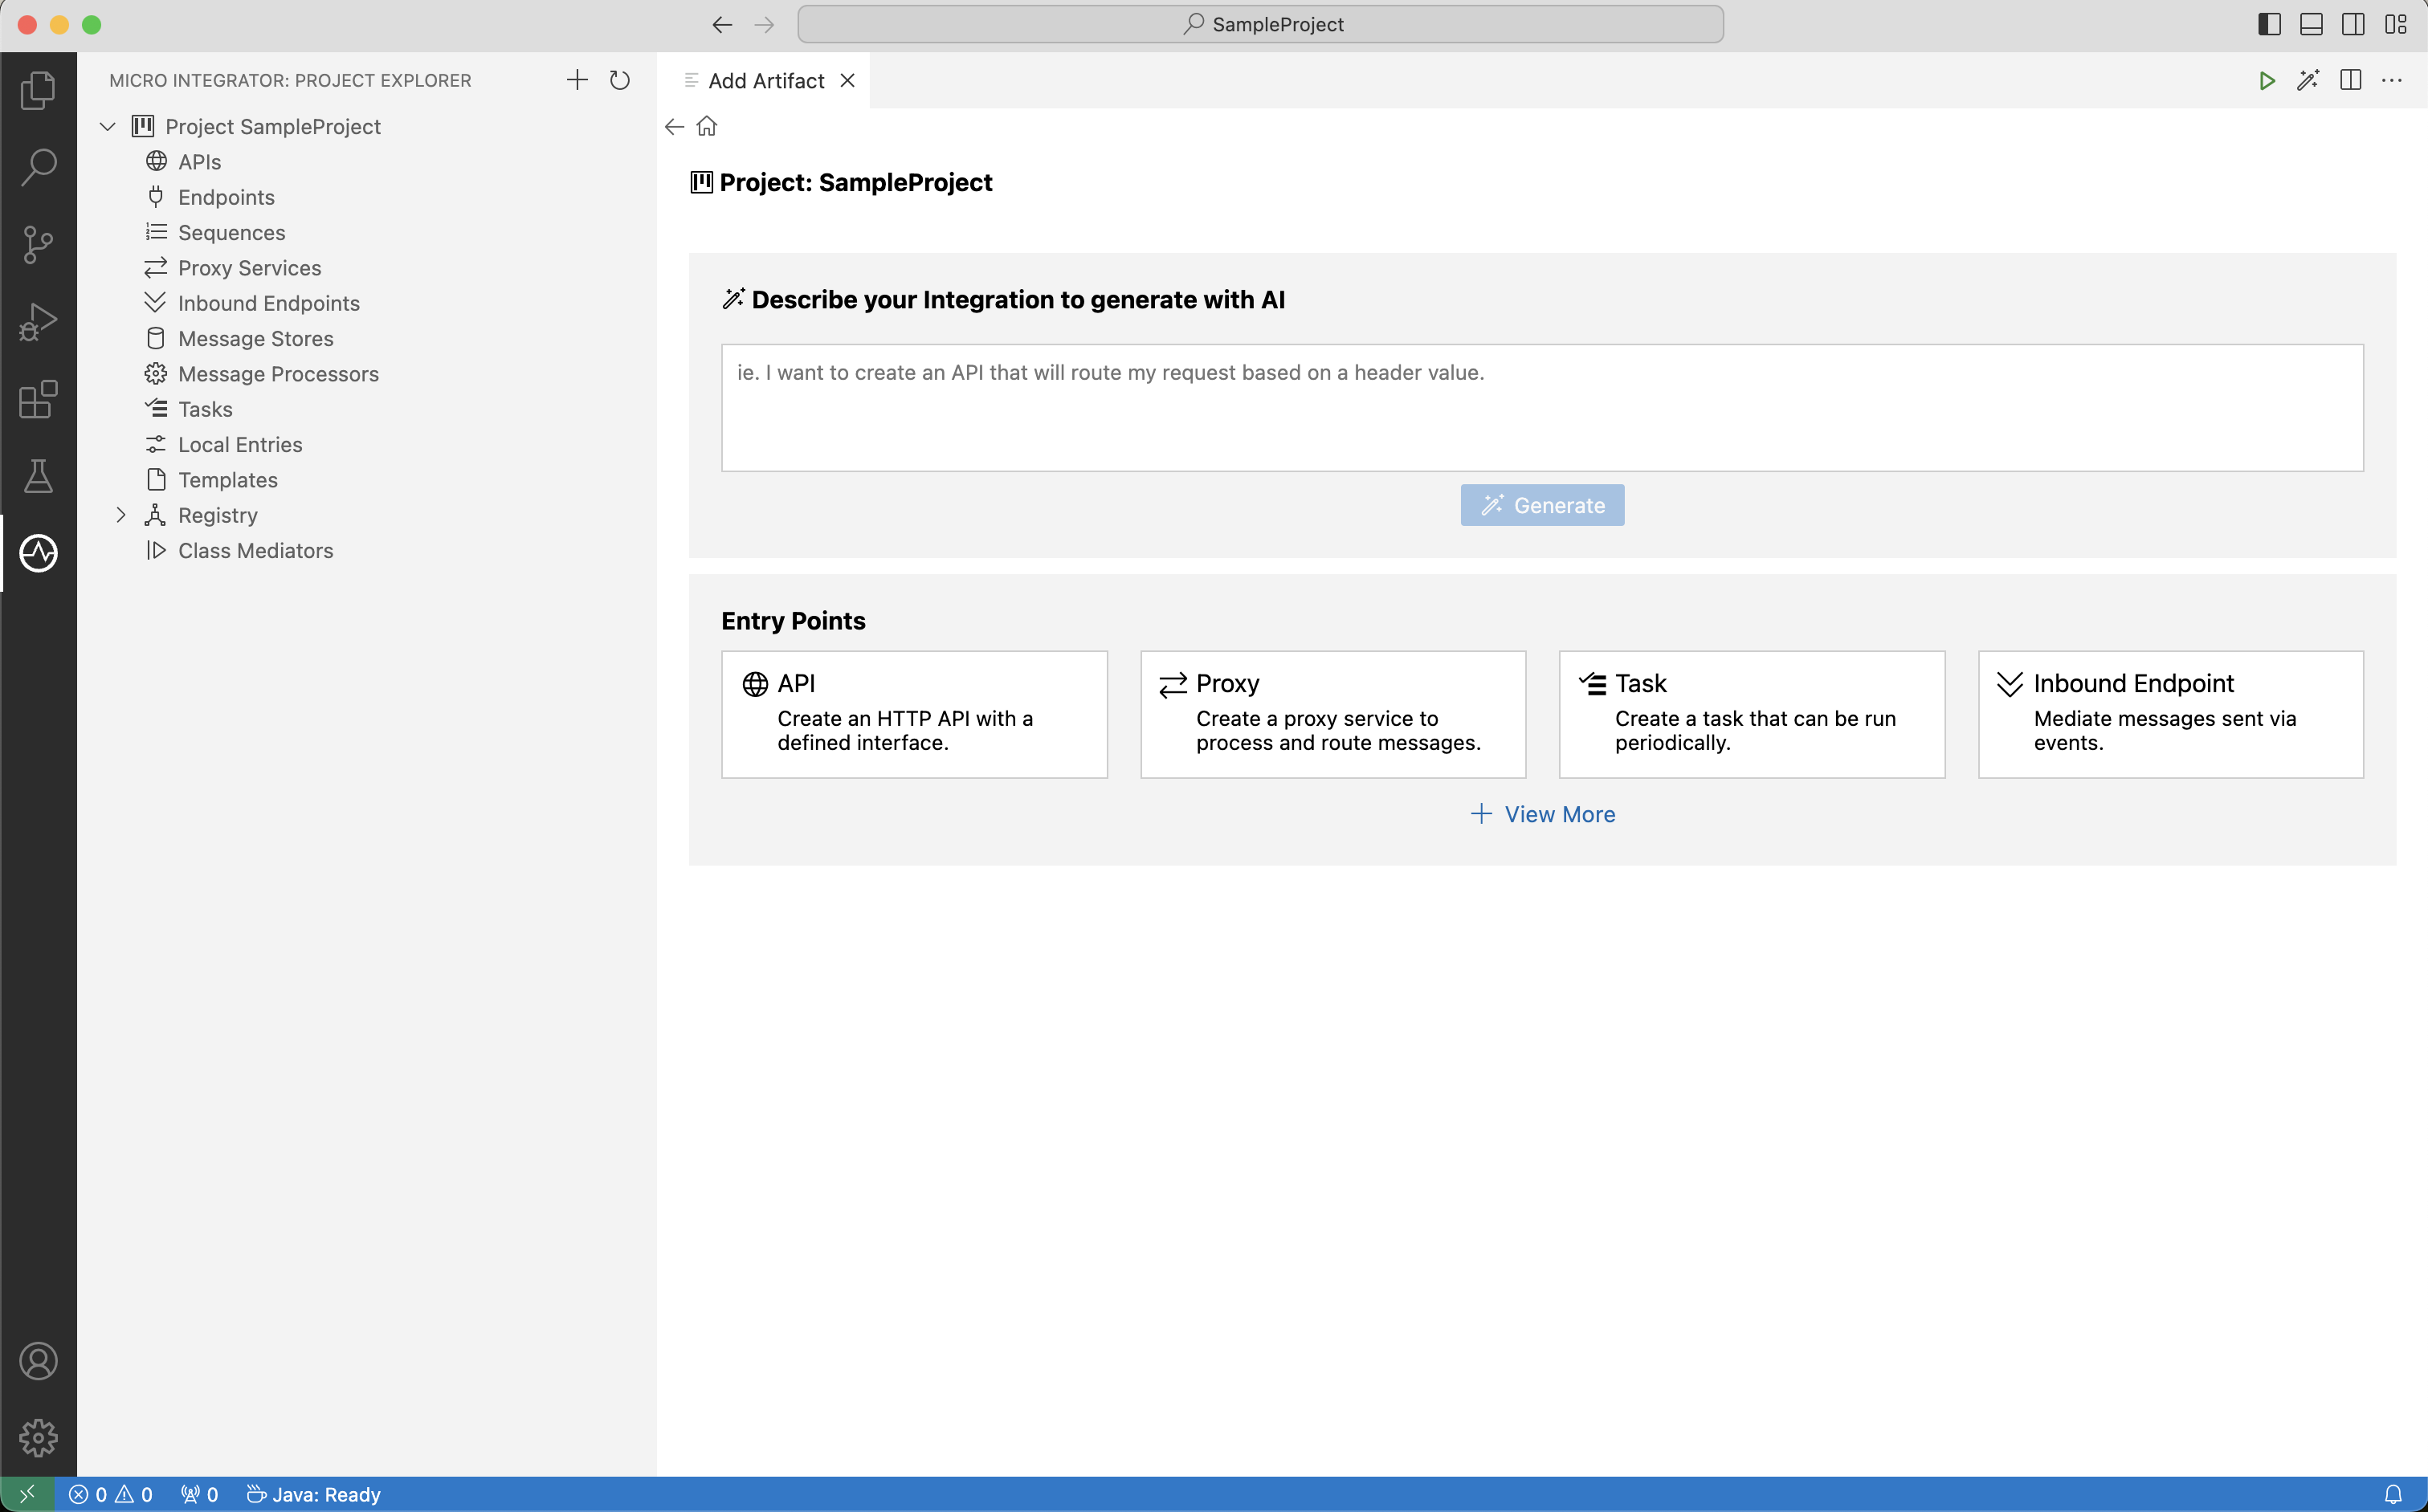 SampleProject
MICRO INTEGRATOR: PROJECT EXPLORER
Project SampleProject
APIs
Endpoints
Sequences
Proxy Services
Inbound Endpoints
Message Stores
Message Processors
Tasks
Local Entries
Templates
Registry
Class Mediators
Add Artifact
Project: SampleProject
Describe your Integration to generate with AI
ie. I want to create an API that will route my request based on a header value.
Generate
Entry Points
API
Create an HTTP API with a
defined interface.
Proxy
Create a proxy service to
process and route messages.
Task
Create a task that can be run
periodically.
Inbound Endpoint
Mediate messages sent via
events.
View More
0 0 0 Java: Ready